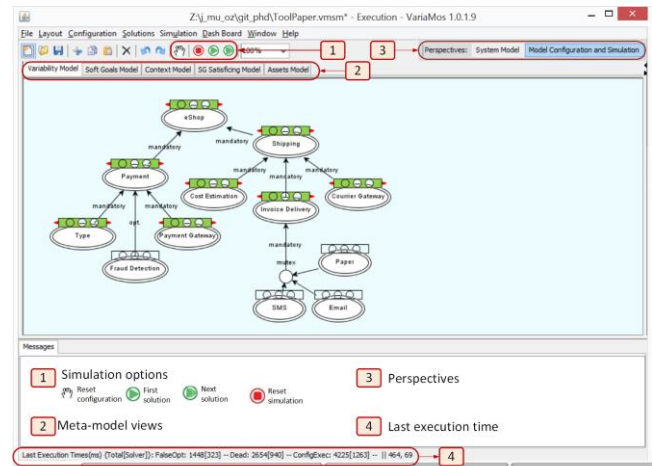 Z:\j_mu_oz\git_phd\ToolPaper.vmsm* - Execution - VariaMos 1.0.1.9
File Layout Configuration Solutions Simulation Dash Board Window Help
100%
1
3
Perspectives: System Model Model Configuration and Simulation
Variability Model Soft Goals Model Context Model SG Satisficing Model Assets Model
2
eShop
mandatory
mandatory
Shipping
Payment
mandatory
mandatory
mandatory
Cost Estimation
Invoice Delivery
Courier Gateway
mandatory
opt.
mandatory
Type
Payment Gateway
Fraud Detection
mandatory
mutex
Paper
SMS
Email
Messages
1 Simulation options
Reset configuration
First solution
Next solution
Reset simulation
3 Perspectives
2 Meta-model views
4 Last execution time
Last Execution Times(ms) (Total[Solver]): FalseOpt: 1448[323] -- Dead: 2654[940] -- ConfigExec: 4225[1263] -- || 464, 69
4